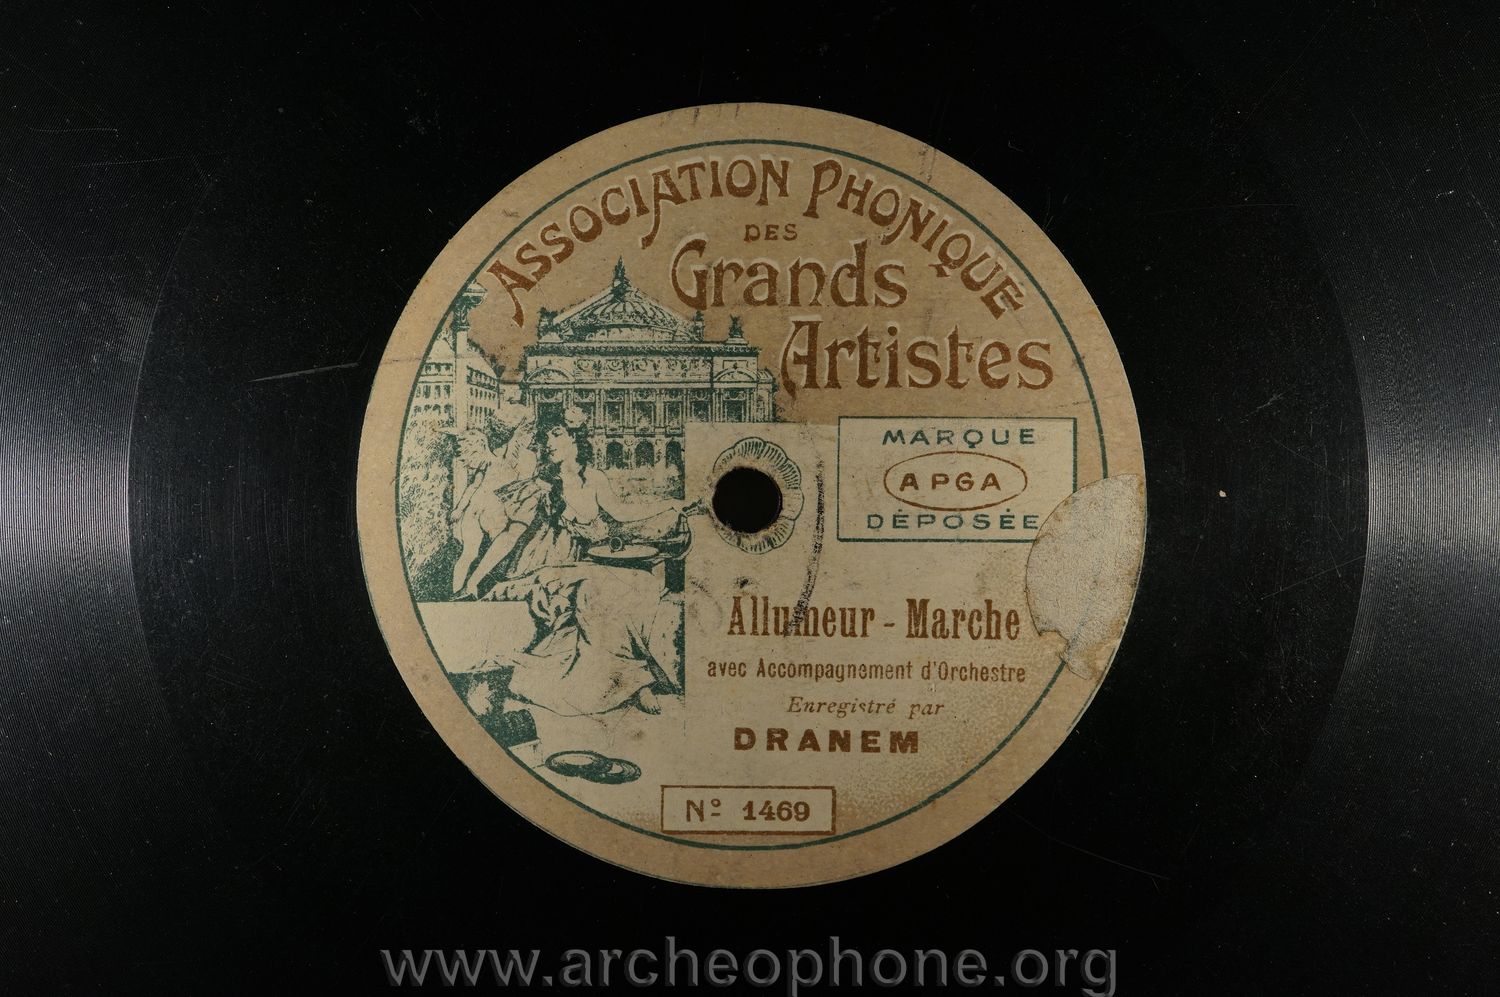 ASSOCIATION PHONIQUE
DES
Grands
Artistes
MARQUE
APGA
DÉPOSÉE
Allumeur - Marche
avec Accompagnement d'Orchestre
Enregistré par
DRANEM
Nº 1469
www.archeophone.org